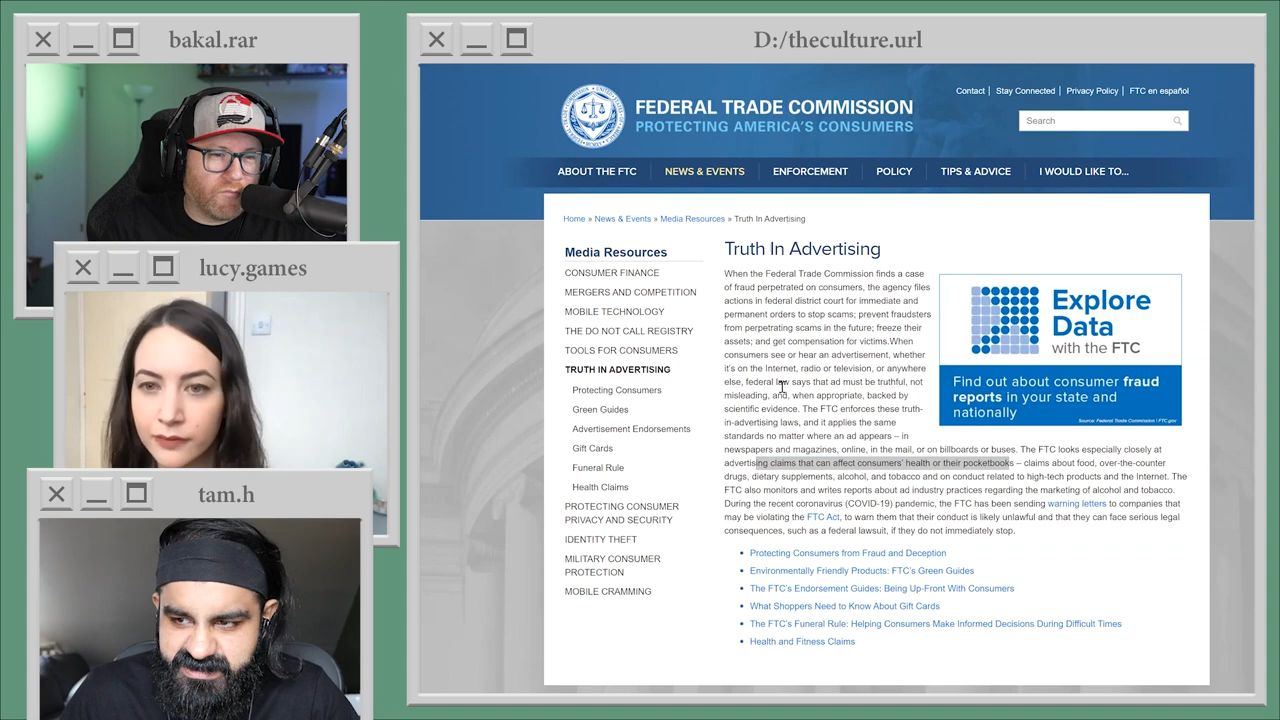 bakal.rar
lucy.games
tam.h
D:/theculture.url
FEDERAL TRADE COMMISSION
PROTECTING AMERICA'S CONSUMERS
Contact | Stay Connected | Privacy Policy | FTC en español
Search
ABOUT THE FTC
NEWS & EVENTS
ENFORCEMENT
POLICY
TIPS & ADVICE
I WOULD LIKE TO...
Home » News & Events » Media Resources » Truth In Advertising
Media Resources
CONSUMER FINANCE
MERGERS AND COMPETITION
MOBILE TECHNOLOGY
THE DO NOT CALL REGISTRY
TOOLS FOR CONSUMERS
TRUTH IN ADVERTISING
Protecting Consumers
Green Guides
Advertisement Endorsements
Gift Cards
Funeral Rule
Health Claims
PROTECTING CONSUMER
PRIVACY AND SECURITY
IDENTITY THEFT
MILITARY CONSUMER
PROTECTION
MOBILE CRAMMING
Truth In Advertising
When the Federal Trade Commission finds a case
of fraud perpetrated on consumers, the agency files
actions in federal district court for immediate and
permanent orders to stop scams; prevent fraudsters
from perpetrating scams in the future; freeze their
assets; and get compensation for victims.When
consumers see or hear an advertisement, whether
it's on the Internet, radio or television, or anywhere
else, federal law says that ad must be truthful, not
misleading, and, when appropriate, backed by
scientific evidence. The FTC enforces these truth-
in-advertising laws, and it applies the same
standards no matter where an ad appears – in
newspapers and magazines, online, in the mail, or on billboards or buses. The FTC looks especially closely at
advertising claims that can affect consumers' health or their pocketbooks – claims about food, over-the-counter
drugs, dietary supplements, alcohol, and tobacco and on conduct related to high-tech products and the Internet. The
FTC also monitors and writes reports about ad industry practices regarding the marketing of alcohol and tobacco.
During the recent coronavirus (COVID-19) pandemic, the FTC has been sending warning letters to companies that
may be violating the FTC Act, to warn them that their conduct is likely unlawful and that they can face serious legal
consequences, such as a federal lawsuit, if they do not immediately stop.
Explore
Data
with the FTC
Find out about consumer fraud
reports in your state and
nationally
Source: Federal Trade Commission | FTC.gov
• Protecting Consumers from Fraud and Deception
• Environmentally Friendly Products: FTC's Green Guides
• The FTC's Endorsement Guides: Being Up-Front With Consumers
• What Shoppers Need to Know About Gift Cards
• The FTC's Funeral Rule: Helping Consumers Make Informed Decisions During Difficult Times
• Health and Fitness Claims